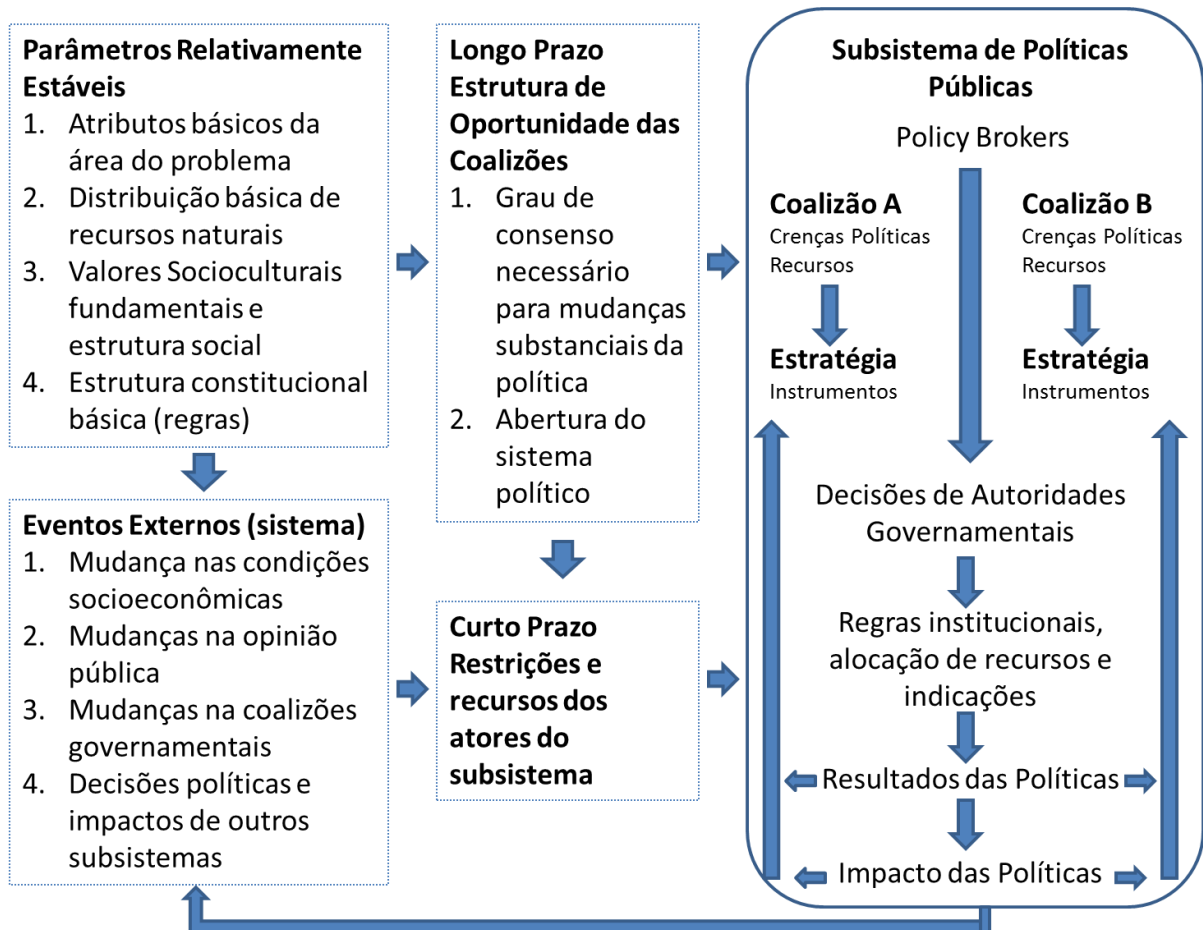 Parâmetros Relativamente
Estáveis
1. Atributos básicos da
área do problema
2. Distribuição básica de
recursos naturais
3. Valores Socioculturais
fundamentais e
estrutura social
4. Estrutura constitucional
básica (regras)
Eventos Externos (sistema)
1. Mudança nas condições
socioeconômicas
2. Mudanças na opinião
pública
3. Mudanças na coalizões
governamentais
4. Decisões políticas e
impactos de outros
subsistemas
Longo Prazo
Estrutura de
Oportunidade das
Coalizões
1. Grau de
consenso
necessário
para mudanças
substanciais da
política
2. Abertura do
sistema
político
Curto Prazo
Restrições e
recursos dos
atores do
subsistema
Subsistema de Políticas
Públicas
Policy Brokers
Coalizão A
Crenças Políticas
Recursos
Estratégia
Instrumentos
Coalizão B
Crenças Políticas
Recursos
Estratégia
Instrumentos
Decisões de Autoridades
Governamentais
Regras institucionais,
alocação de recursos e
indicações
Resultados das Políticas
Impacto das Políticas